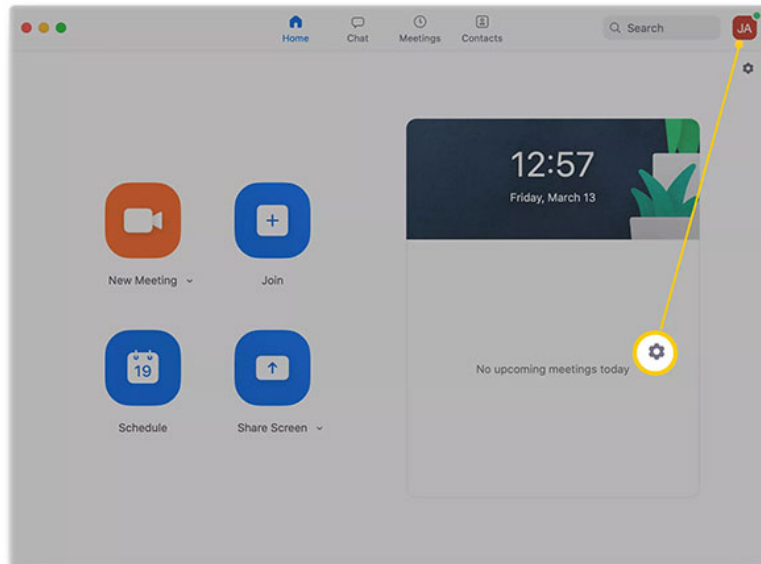 Home
Chat
Meetings
Contacts
Search
JA
12:57
Friday, March 13
New Meeting
Join
No upcoming meetings today
19
Schedule
Share Screen